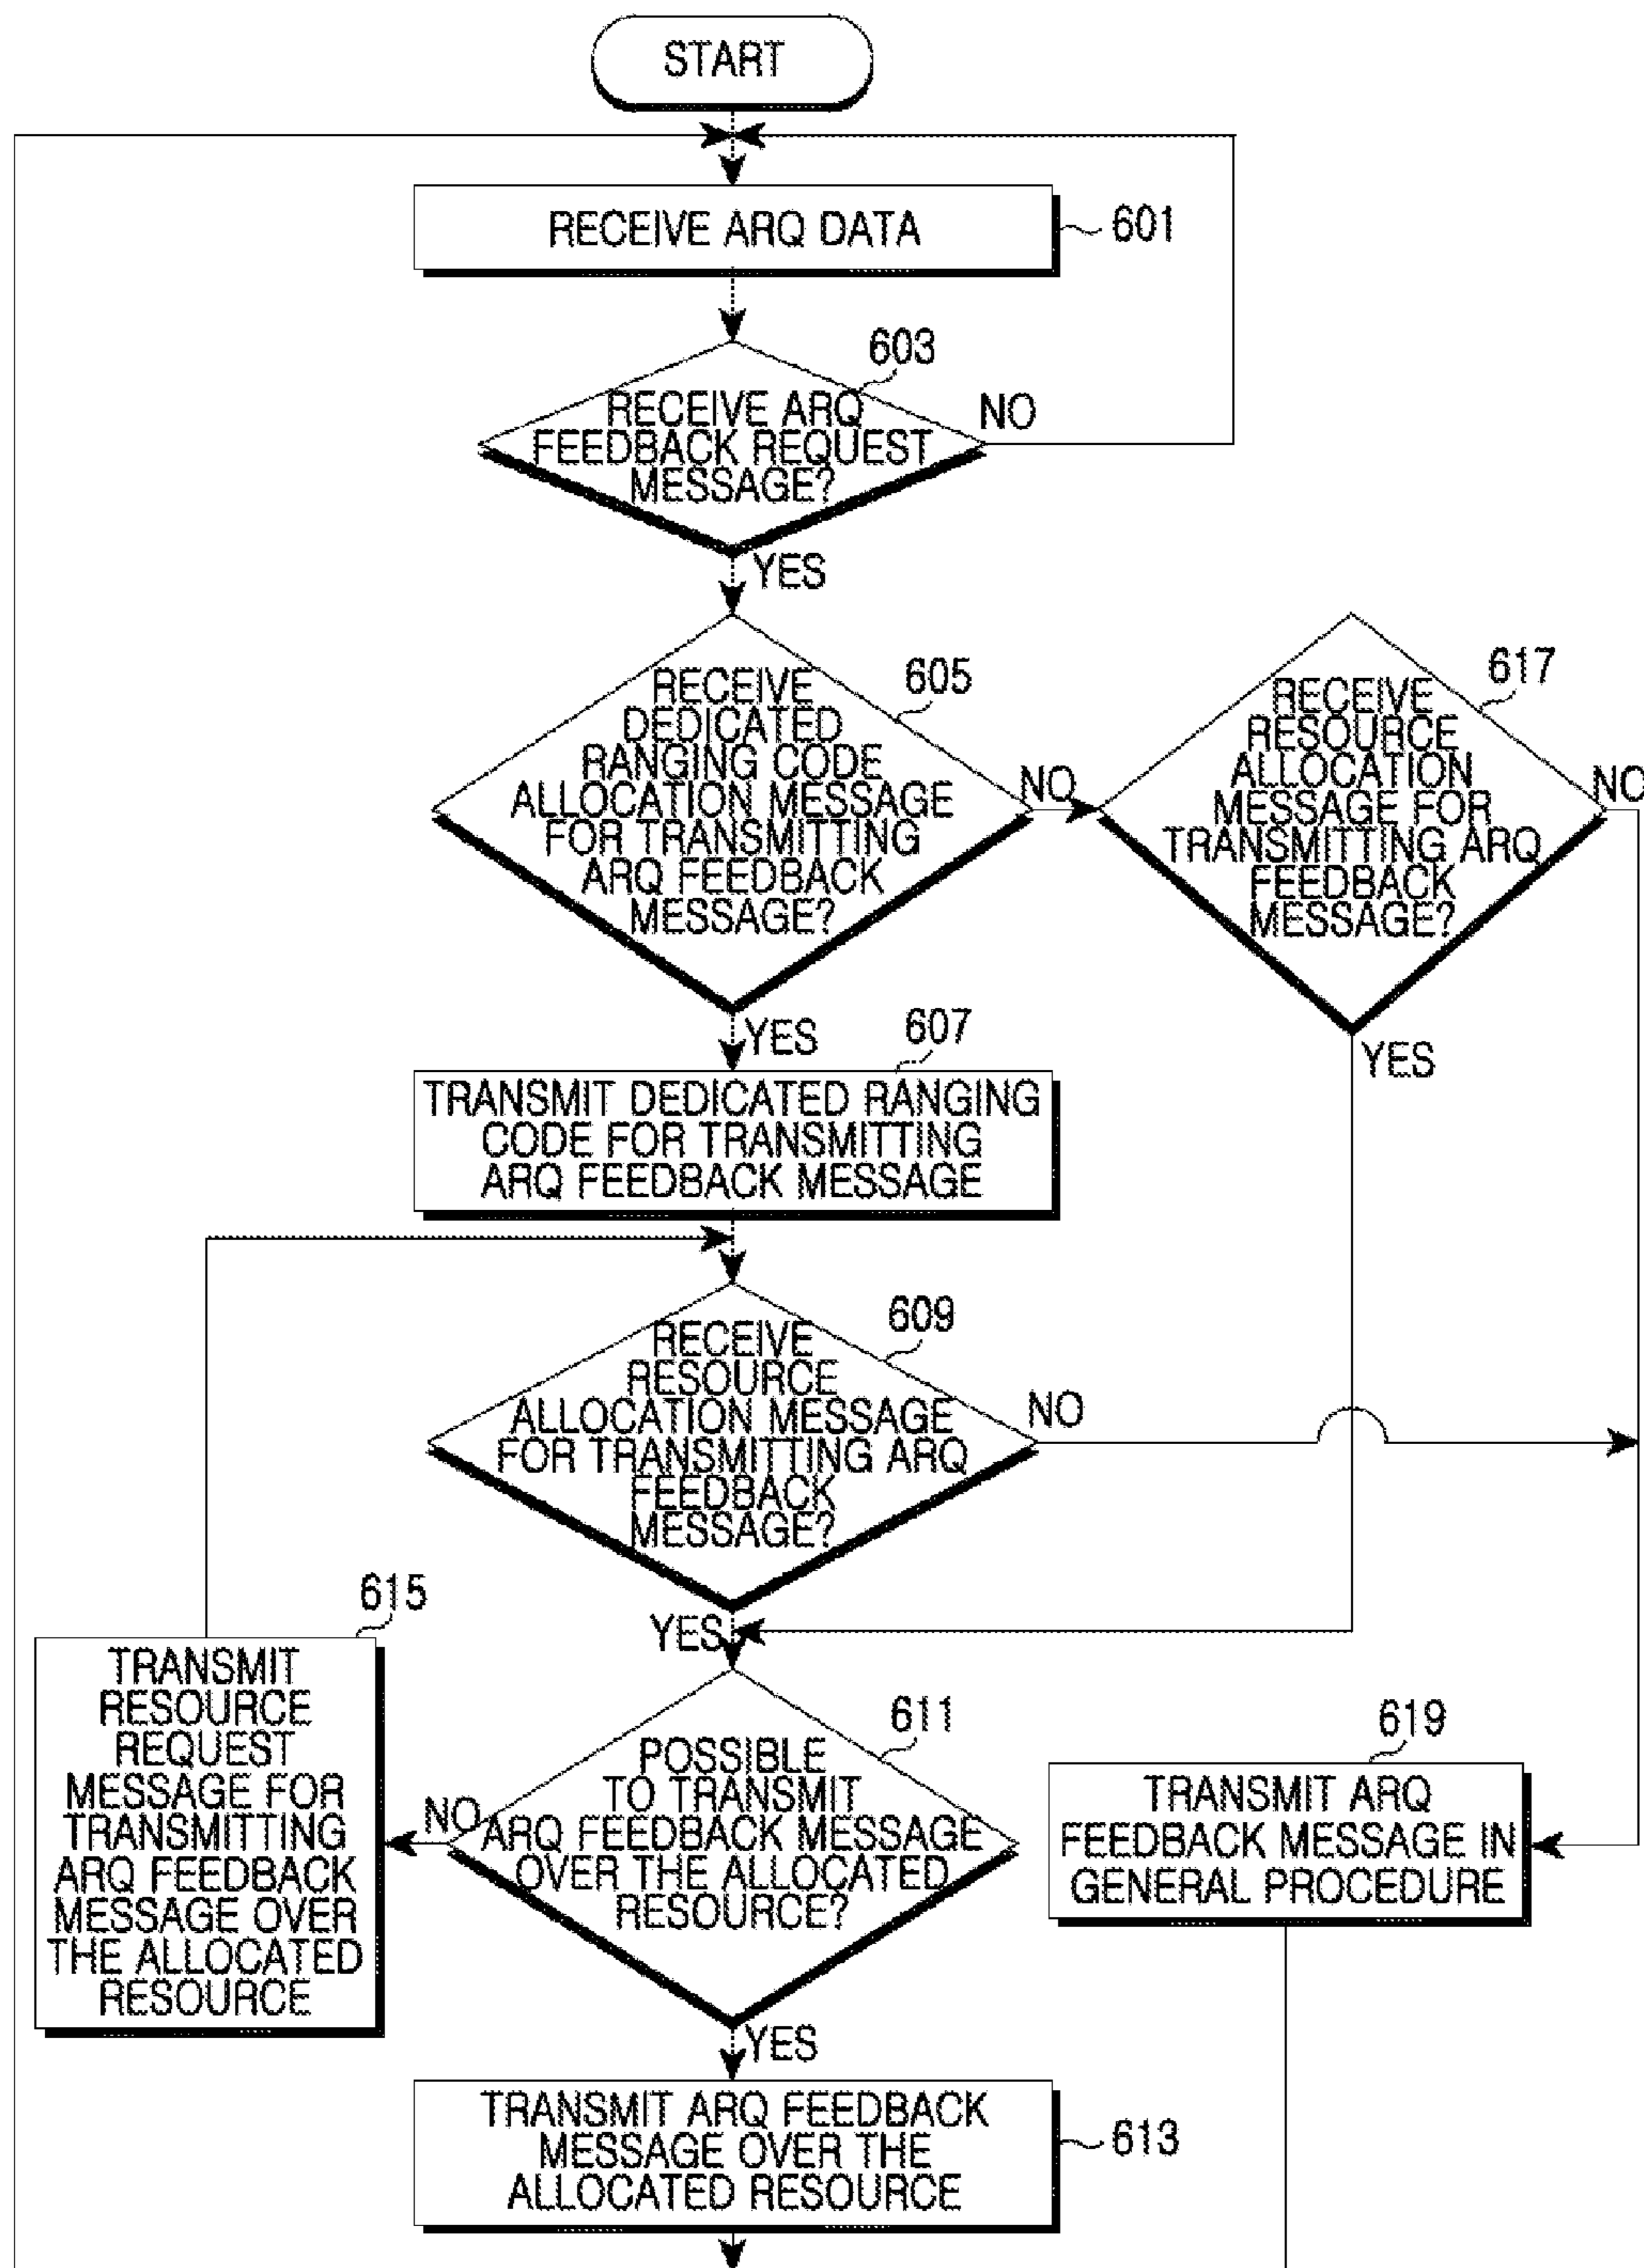 START
RECEIVE ARQ DATA
601
603
RECEIVE ARQ
FEEDBACK REQUEST
MESSAGE?
NO
YES
605
RECEIVE
DEDICATED
RANGING CODE
ALLOCATION MESSAGE
FOR TRANSMITTING
ARQ FEEDBACK
MESSAGE?
NO
YES
617
RECEIVE
RESOURCE
ALLOCATION
MESSAGE FOR
TRANSMITTING ARQ
FEEDBACK
MESSAGE?
NO
YES
607
TRANSMIT DEDICATED RANGING
CODE FOR TRANSMITTING
ARQ FEEDBACK MESSAGE
609
RECEIVE
RESOURCE
ALLOCATION MESSAGE
FOR TRANSMITTING ARQ
FEEDBACK
MESSAGE?
NO
YES
615
TRANSMIT
RESOURCE
REQUEST
MESSAGE FOR
TRANSMITTING
ARQ FEEDBACK
MESSAGE OVER
THE ALLOCATED
RESOURCE
611
POSSIBLE
TO TRANSMIT
ARQ FEEDBACK MESSAGE
OVER THE ALLOCATED
RESOURCE?
NO
YES
619
TRANSMIT ARQ
FEEDBACK MESSAGE IN
GENERAL PROCEDURE
TRANSMIT ARQ FEEDBACK
MESSAGE OVER THE
ALLOCATED RESOURCE
613